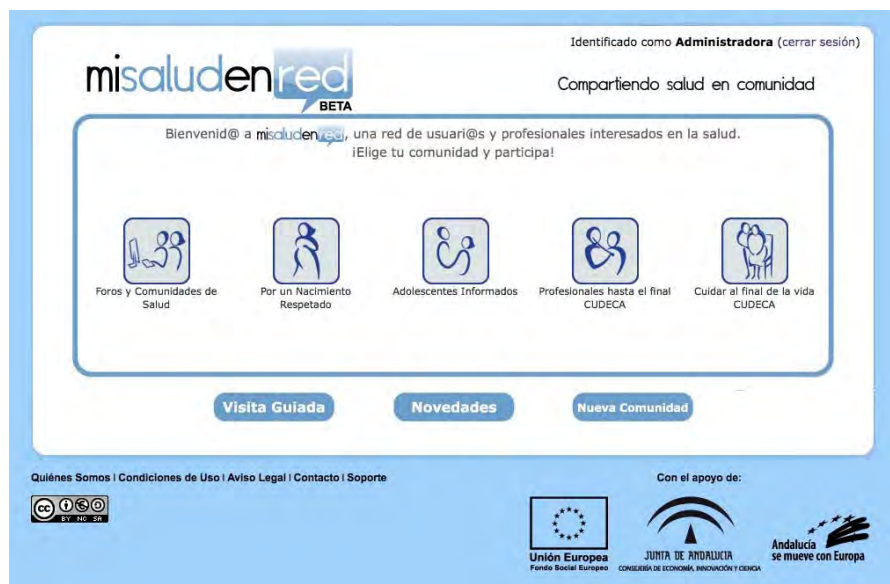 Identificado como Administradora (cerrar sesión)
misaludenred
BETA
Compartiendo salud en comunidad
Bienvenid@ a misaludenred, una red de usuari@s y profesionales interesados en la salud.
¡Elige tu comunidad y participa!
Foros y Comunidades de
Salud
Por un Nacimiento
Respetado
Adolescentes Informados
Profesionales hasta el final
CUDECA
Cuidar al final de la vida
CUDECA
Visita Guiada
Novedades
Nueva Comunidad
Quiénes Somos | Condiciones de Uso | Aviso Legal | Contacto | Soporte
Con el apoyo de:
cc
BY NC SA
Unión Europea
Fondo Social Europeo
JUNTA DE ANDALUCIA
CONSEJERÍA DE ECONOMÍA, INNOVACIÓN Y CIENCIA
Andalucía
se mueve con Europa